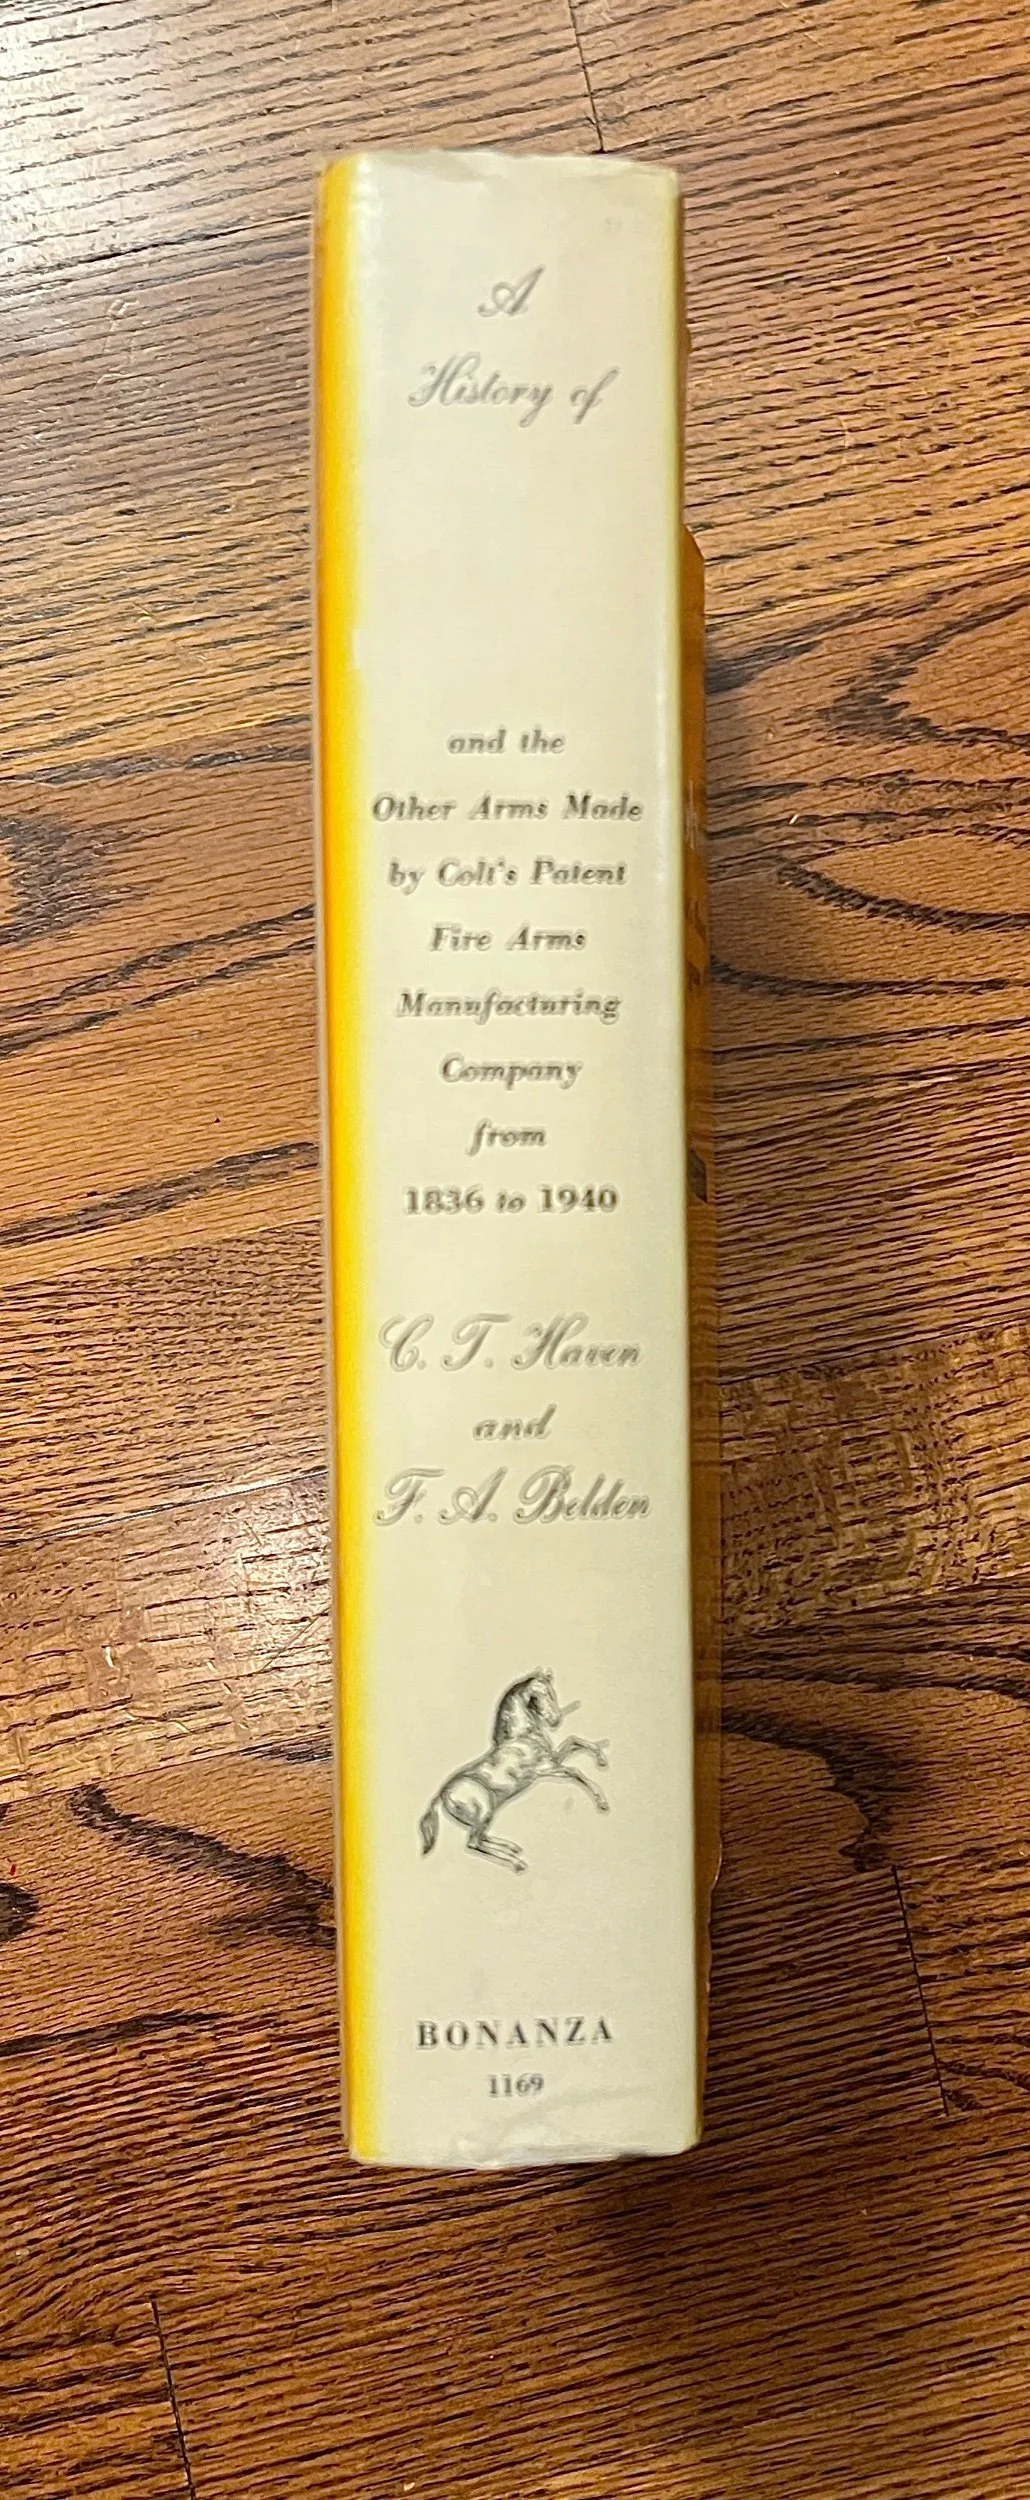 A
History of
and the
Other Arms Made
by Colt's Patent
Fire Arms
Manufacturing
Company
from
1836 to 1940
C. T. Haven
and
F. A. Belden
BONANZA
1169